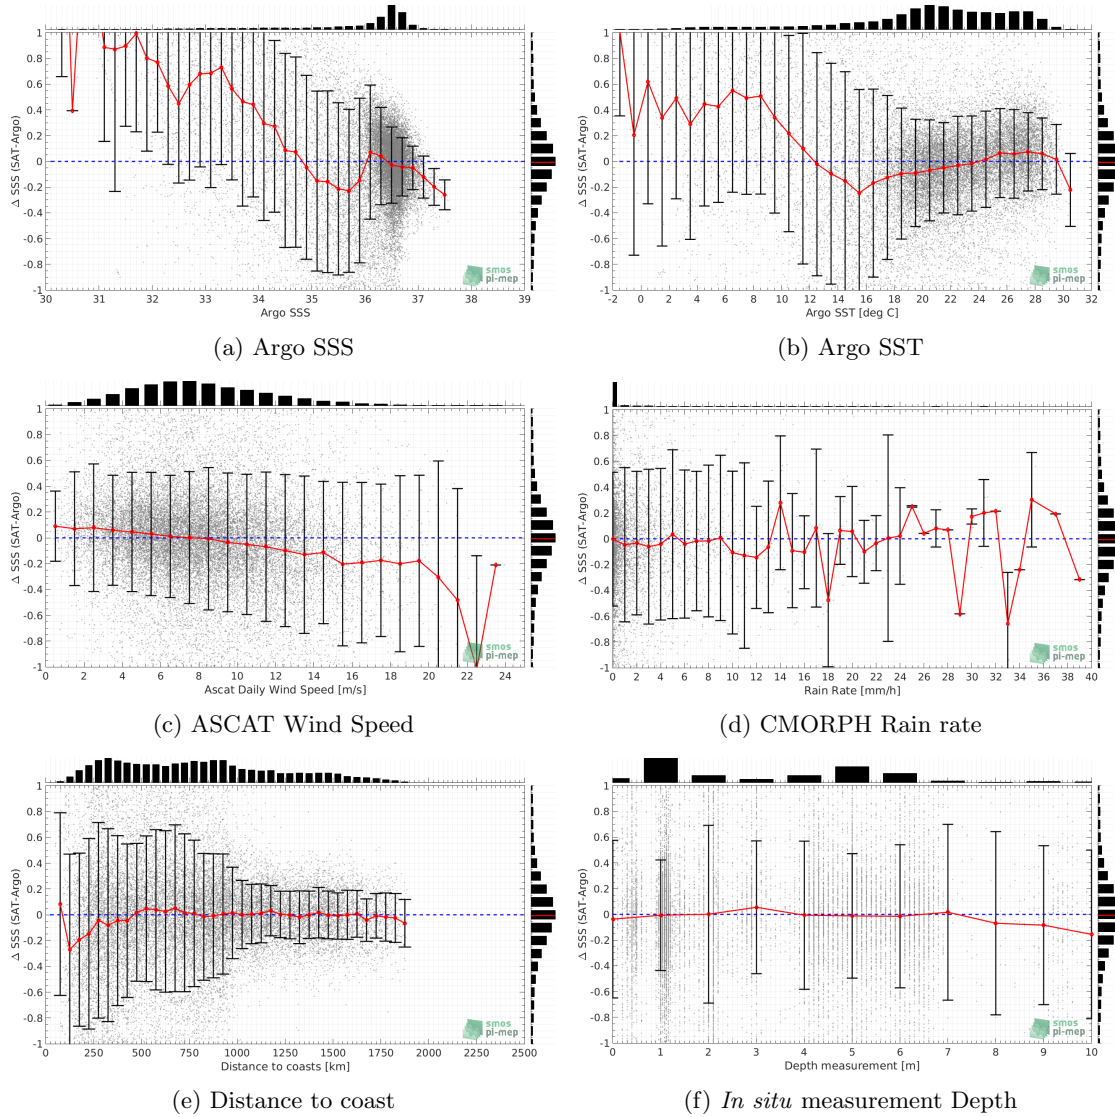 1
0.8
0.6
0.4
0.2
0
-0.2
-0.4
-0.6
-0.8
-1
Δ SSS (SAT-Argo)
smos
pi-mep
30 31 32 33 34 35 36 37 38 39
Argo SSS
(a) Argo SSS
1
0.8
0.6
0.4
0.2
0
-0.2
-0.4
-0.6
-0.8
-1
Δ SSS (SAT-Argo)
smos
pi-mep
-2 0 2 4 6 8 10 12 14 16 18 20 22 24 26 28 30 32
Argo SST [deg C]
(b) Argo SST
1
0.8
0.6
0.4
0.2
0
-0.2
-0.4
-0.6
-0.8
-1
Δ SSS (SAT-Argo)
smos
pi-mep
0 2 4 6 8 10 12 14 16 18 20 22 24
Ascat Daily Wind Speed [m/s]
(c) ASCAT Wind Speed
1
0.8
0.6
0.4
0.2
0
-0.2
-0.4
-0.6
-0.8
-1
Δ SSS (SAT-Argo)
smos
pi-mep
0 2 4 6 8 10 12 14 16 18 20 22 24 26 28 30 32 34 36 38 40
Rain Rate [mm/h]
(d) CMORPH Rain rate
1
0.8
0.6
0.4
0.2
0
-0.2
-0.4
-0.6
-0.8
-1
Δ SSS (SAT-Argo)
smos
pi-mep
0 250 500 750 1000 1250 1500 1750 2000 2250 2500
Distance to coasts [km]
(e) Distance to coast
1
0.8
0.6
0.4
0.2
0
-0.2
-0.4
-0.6
-0.8
-1
Δ SSS (SAT-Argo)
smos
pi-mep
0 1 2 3 4 5 6 7 8 9 10
Depth measurement [m]
(f) In situ measurement Depth